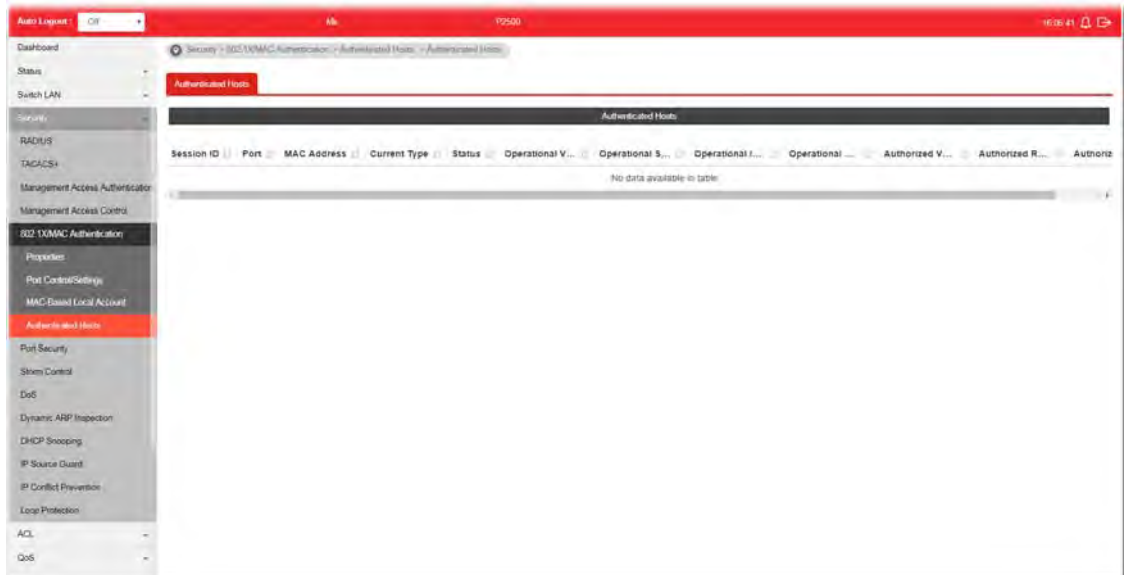 Auto Logout : Off P2500 16:06:41
Dashboard
Security > 802.1X/MAC Authentication > Authenticated Hosts > Authenticated Hosts
Status
Switch LAN
Authenticated Hosts
Security
Authenticated Hosts
RADIUS
TACACS+
Session ID Port MAC Address Current Type Status Operational V... Operational S... Operational I... Operational ... Authorized V... Authorized R... Authoriz
No data available in table
Management Access Authentication
Management Access Control
802.1X/MAC Authentication
Properties
Port Control/Settings
MAC-Based Local Account
Authenticated Hosts
Port Security
Storm Control
DoS
Dynamic ARP Inspection
DHCP Snooping
IP Source Guard
IP Conflict Prevention
Loop Protection
ACL
QoS